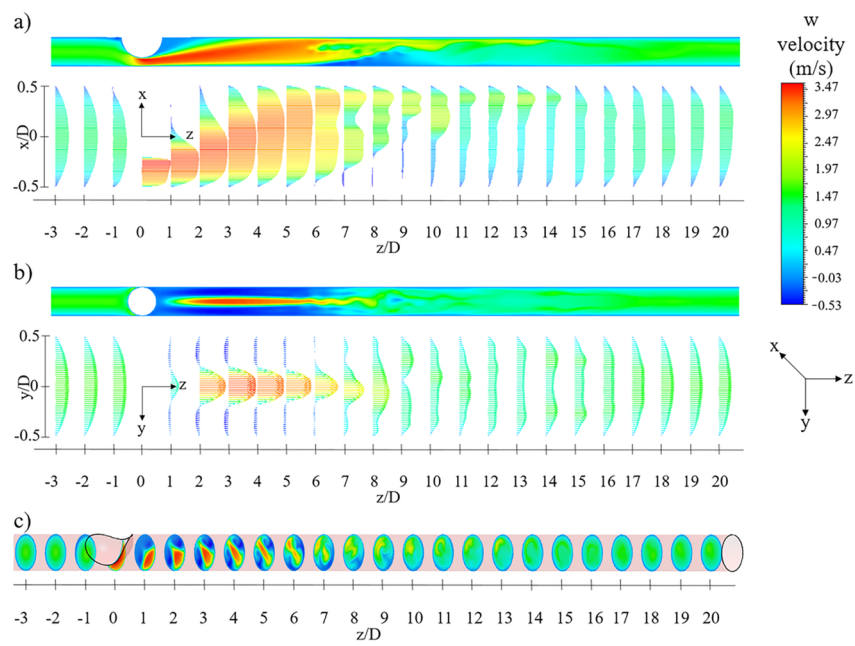 a)
w
velocity
(m/s)
3.47
2.97
2.47
1.97
1.47
0.97
0.47
−0.03
−0.53
0.5
x/D
0
-0.5
x
z
-3 -2 -1 0 1 2 3 4 5 6 7 8 9 10 11 12 13 14 15 16 17 18 19 20
z/D
b)
0.5
y/D
0
-0.5
z
y
-3 -2 -1 0 1 2 3 4 5 6 7 8 9 10 11 12 13 14 15 16 17 18 19 20
z/D
x
z
y
c)
-3 -2 -1 0 1 2 3 4 5 6 7 8 9 10 11 12 13 14 15 16 17 18 19 20
z/D